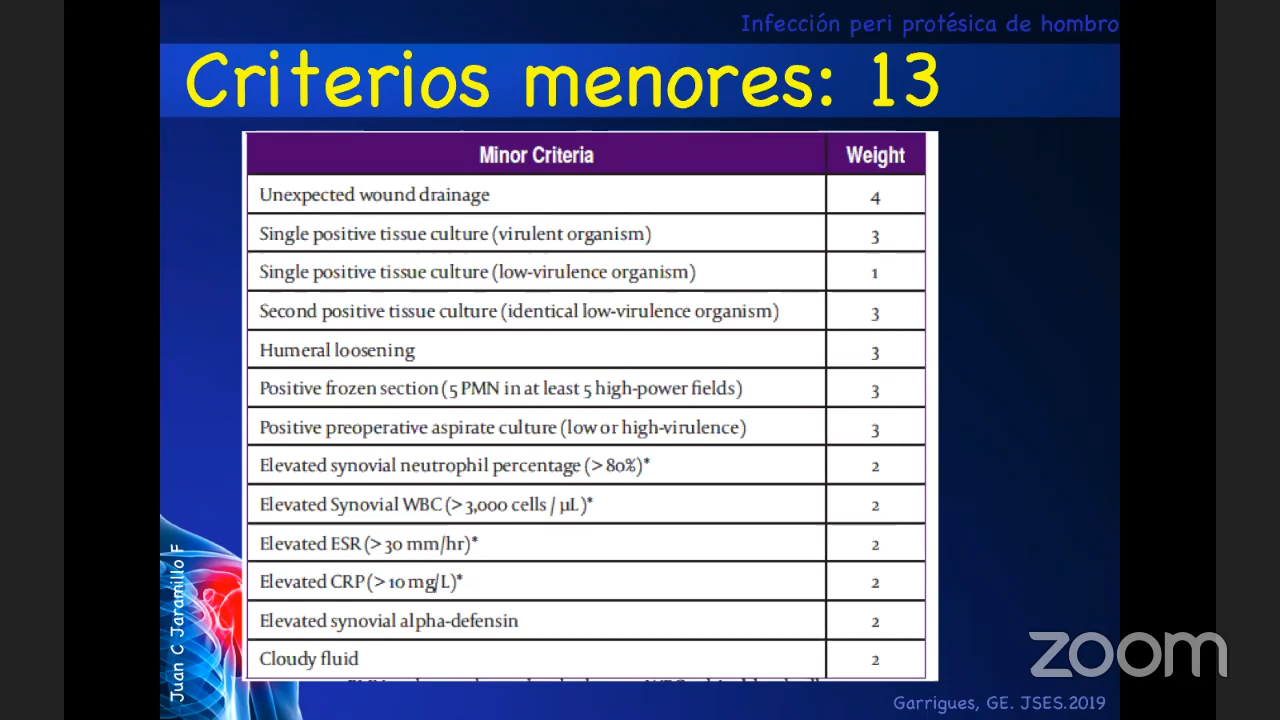 Infección peri protésica de hombro
Criterios menores: 13
Minor Criteria Weight
Unexpected wound drainage 4
Single positive tissue culture (virulent organism) 3
Single positive tissue culture (low-virulence organism) 1
Second positive tissue culture (identical low-virulence organism) 3
Humeral loosening 3
Positive frozen section (5 PMN in at least 5 high-power fields) 3
Positive preoperative aspirate culture (low or high-virulence) 3
Elevated synovial neutrophil percentage (> 80%)* 2
Elevated Synovial WBC (> 3,000 cells / µL)* 2
Elevated ESR (> 30 mm/hr)* 2
Elevated CRP (> 10 mg/L)* 2
Elevated synovial alpha-defensin 2
Cloudy fluid 2
Juan C Jaramillo F
zoom
Garrigues, GE. JSES.2019